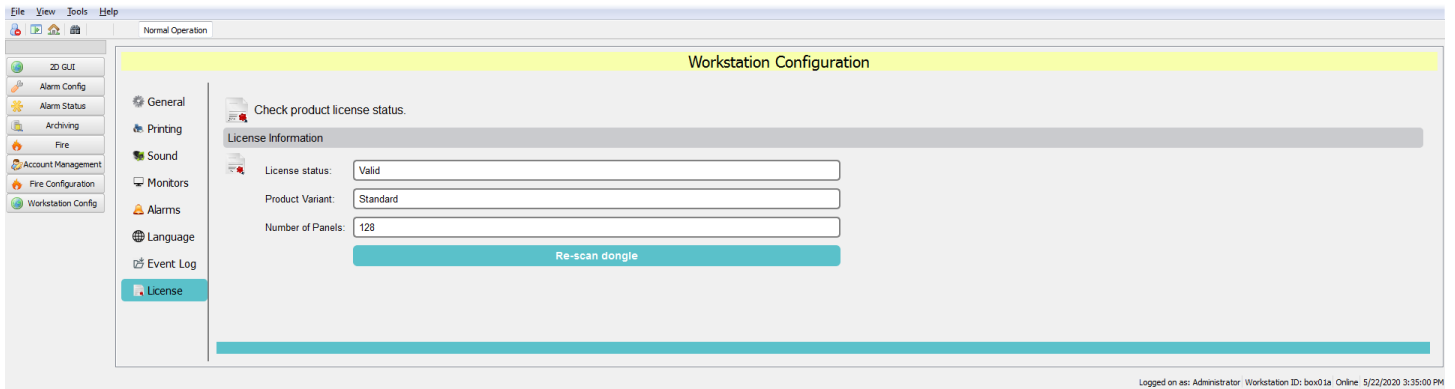 File View Tools Help
Normal Operation
2D GUI
Alarm Config
Alarm Status
Archiving
Fire
Account Management
Fire Configuration
Workstation Config
Workstation Configuration
General
Printing
Sound
Monitors
Alarms
Language
Event Log
License
Check product license status.
License Information
License status: Valid
Product Variant: Standard
Number of Panels: 128
Re-scan dongle
Logged on as: Administrator Workstation ID: box01a Online 5/22/2020 3:35:00 PM